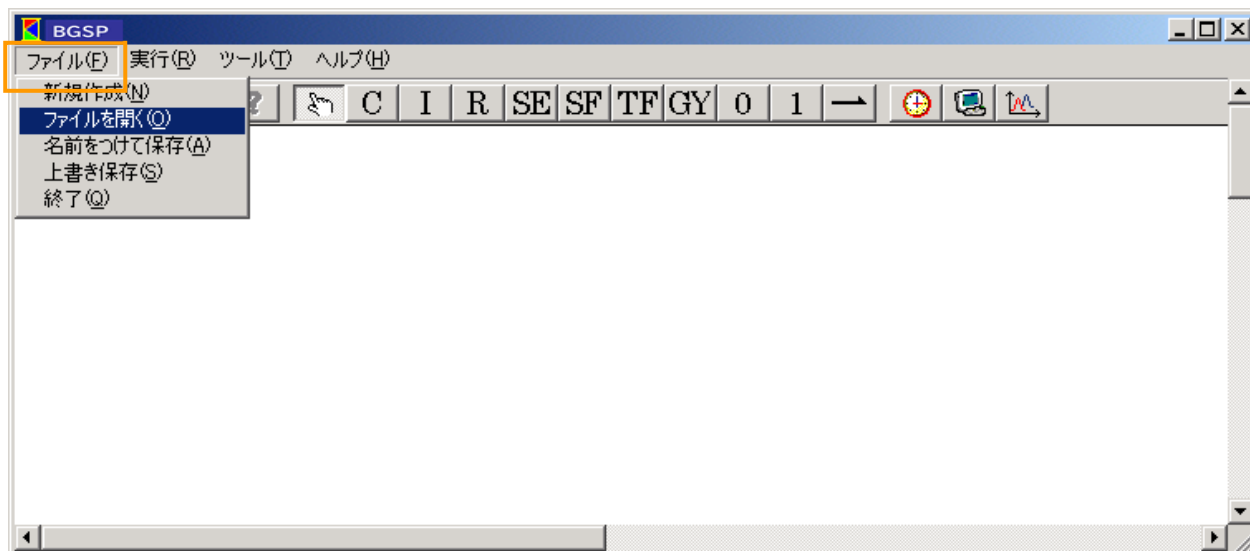 BGSP
ファイル(F) 実行(R) ツール(T) ヘルプ(H)
新規作成(N)
ファイルを開く(O)
名前をつけて保存(A)
上書き保存(S)
終了(Q)
? C I R SE SF TF GY 0 1